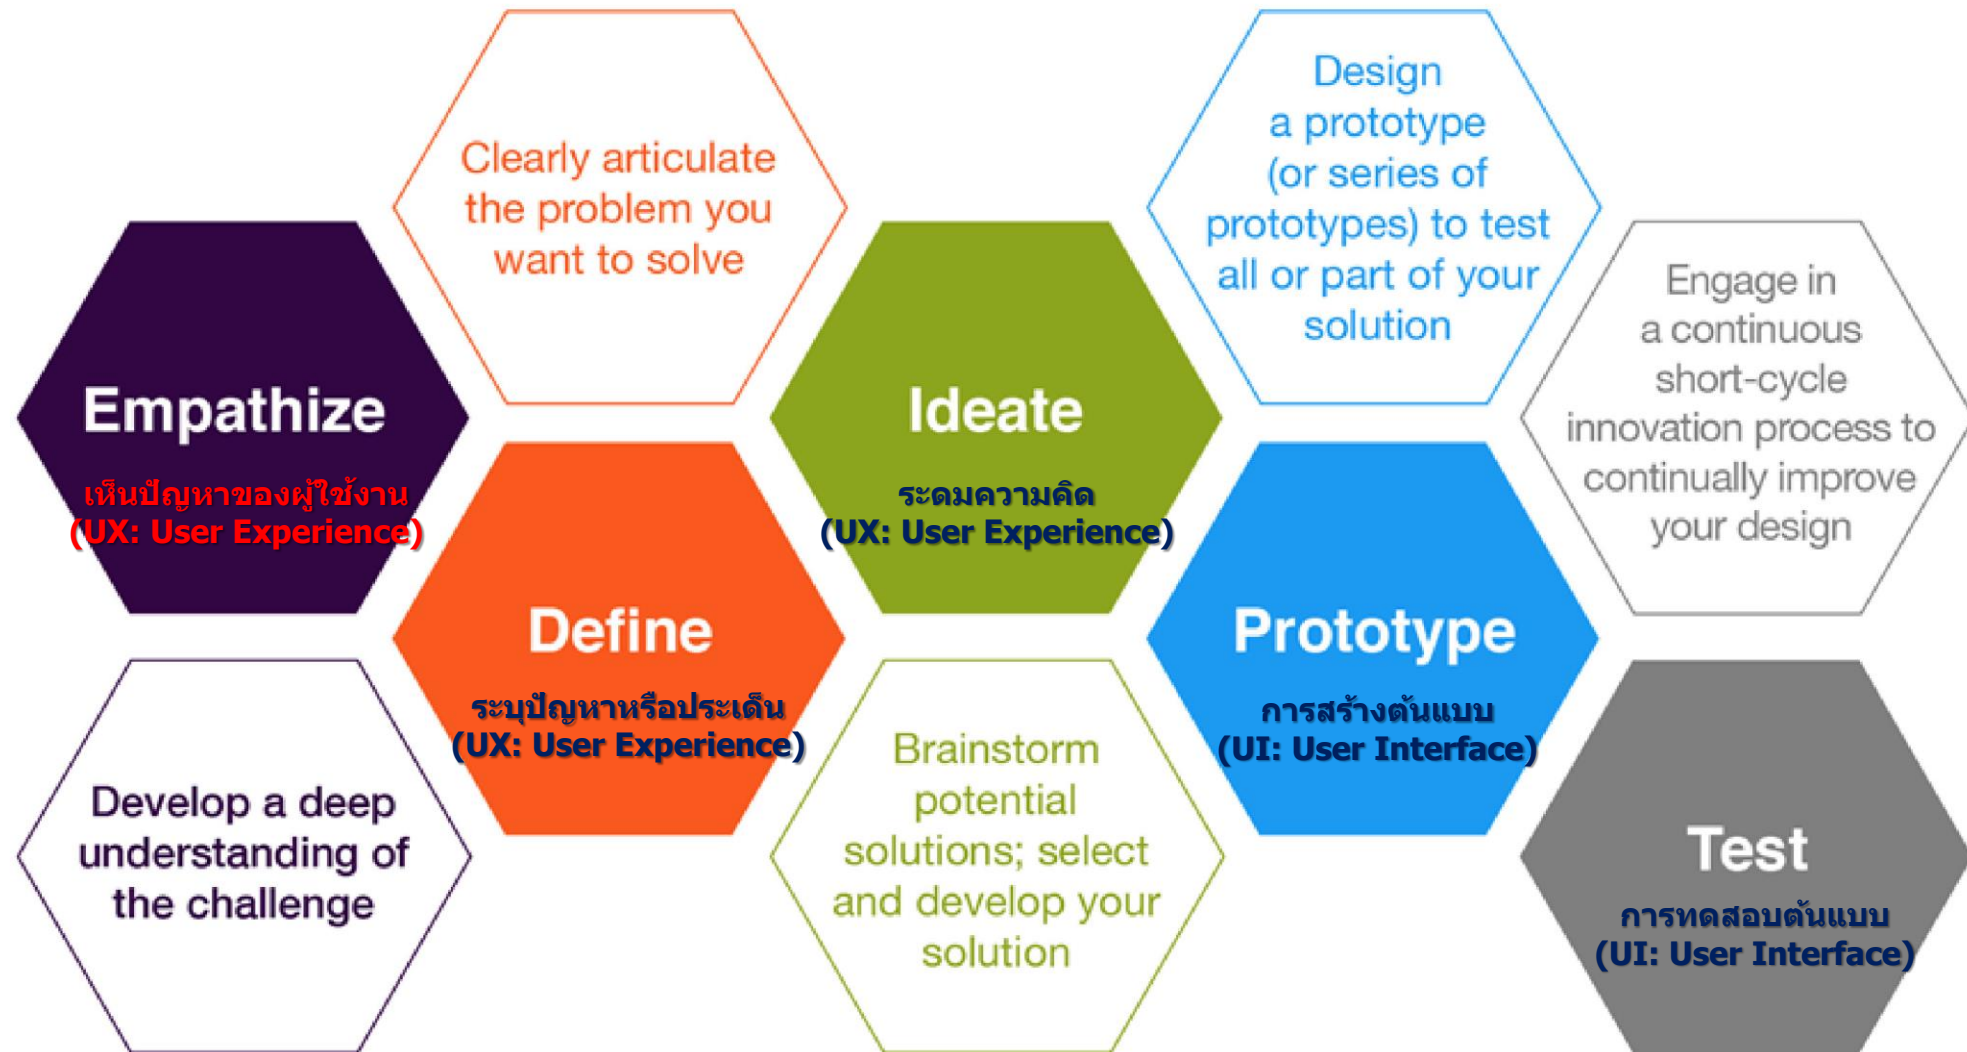 Empathize
เห็นปัญหาของผู้ใช้งาน
(UX: User Experience)
Develop a deep
understanding of
the challenge
Clearly articulate
the problem you
want to solve
Define
ระบุปัญหาหรือประเด็น
(UX: User Experience)
Ideate
ระดมความคิด
(UX: User Experience)
Brainstorm
potential
solutions; select
and develop your
solution
Design
a prototype
(or series of
prototypes) to test
all or part of your
solution
Prototype
การสร้างต้นแบบ
(UI: User Interface)
Engage in
a continuous
short-cycle
innovation process to
continually improve
your design
Test
การทดสอบต้นแบบ
(UI: User Interface)